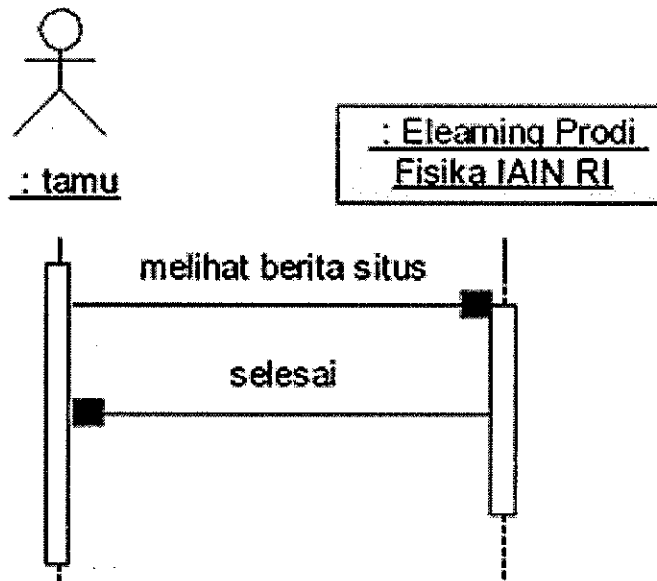 : tamu
: Elearning Prodi
Fisika IAIN RI
melihat berita situs
selesai